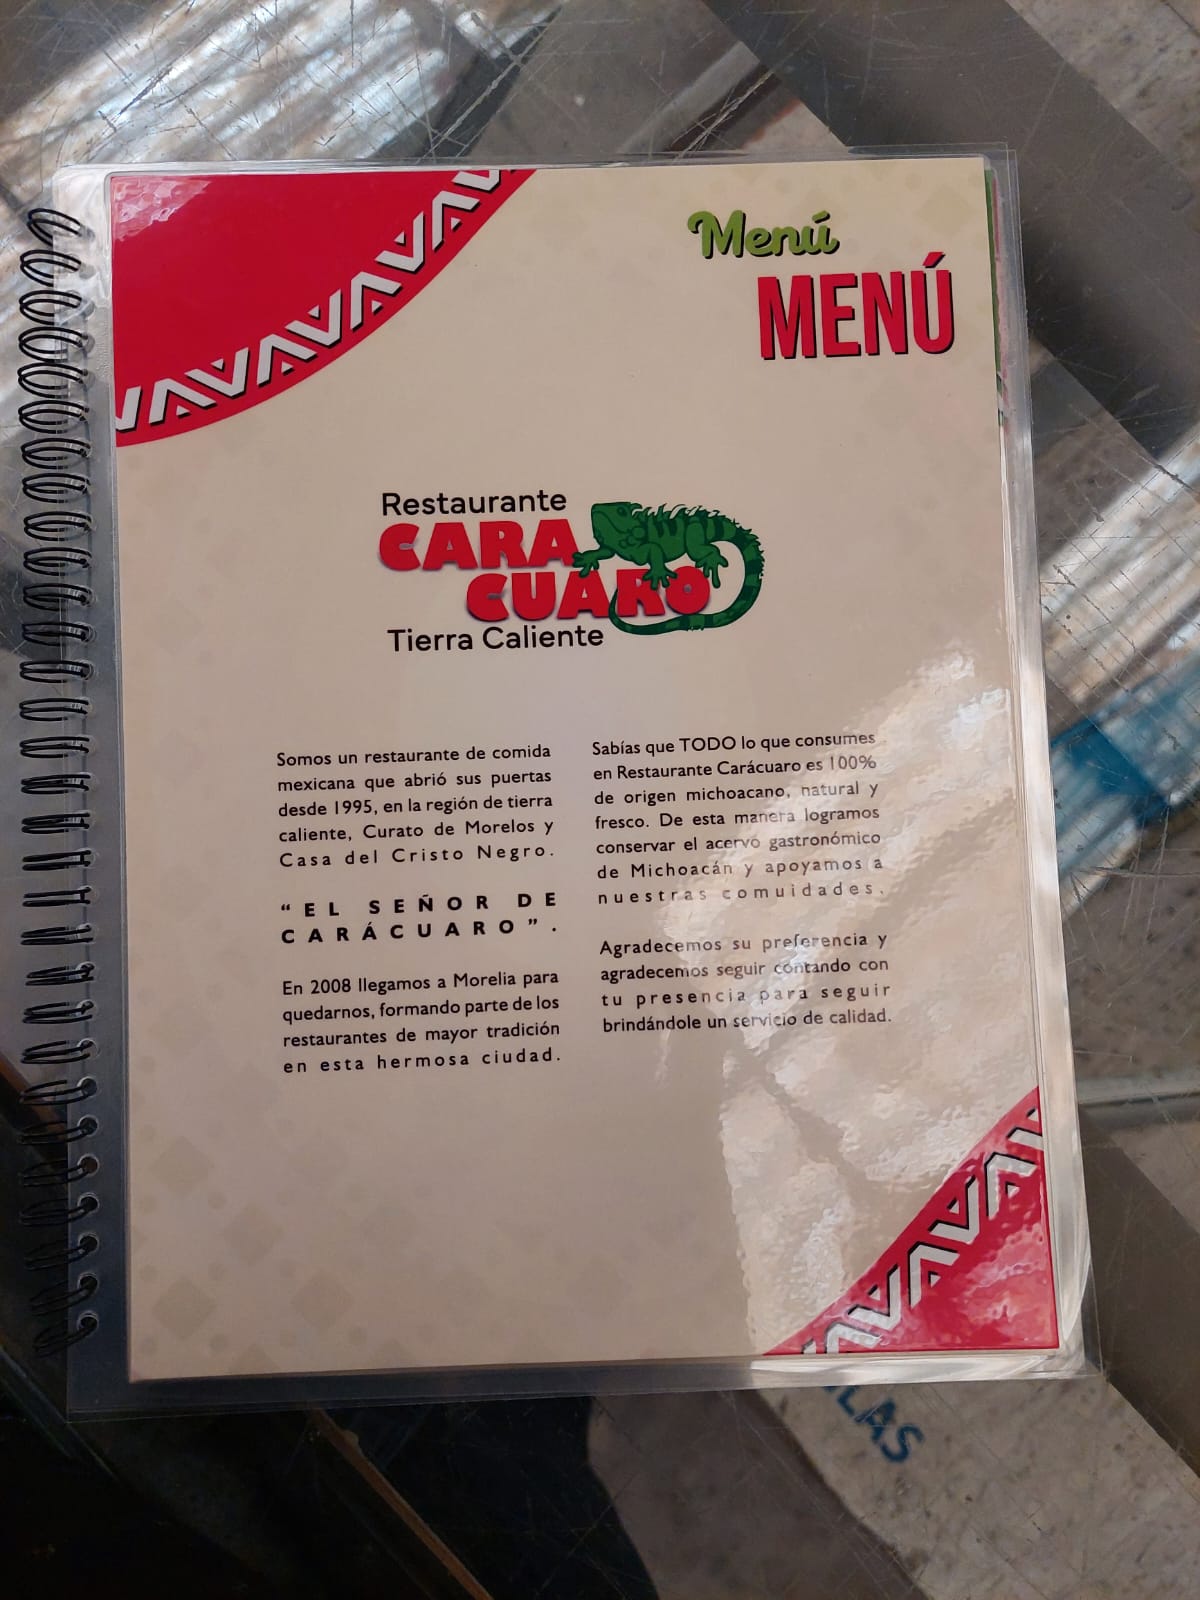 Menú
MENÚ
Restaurante
CARA
CUARO
Tierra Caliente
Somos un restaurante de comida
mexicana que abrió sus puertas
desde 1995, en la región de tierra
caliente, Curato de Morelos y
Casa del Cristo Negro.
“EL SEÑOR DE
CARÁCUARO”.
En 2008 llegamos a Morelia para
quedarnos, formando parte de los
restaurantes de mayor tradición
en esta hermosa ciudad.
Sabías que TODO lo que consumes
en Restaurante Carácuaro es 100%
de origen michoacano, natural y
fresco. De esta manera logramos
conservar el acervo gastronómico
de Michoacán y apoyamos a
nuestras comuidades.
Agradecemos su preferencia y
agradecemos seguir contando con
tu presencia para seguir
brindándole un servicio de calidad.